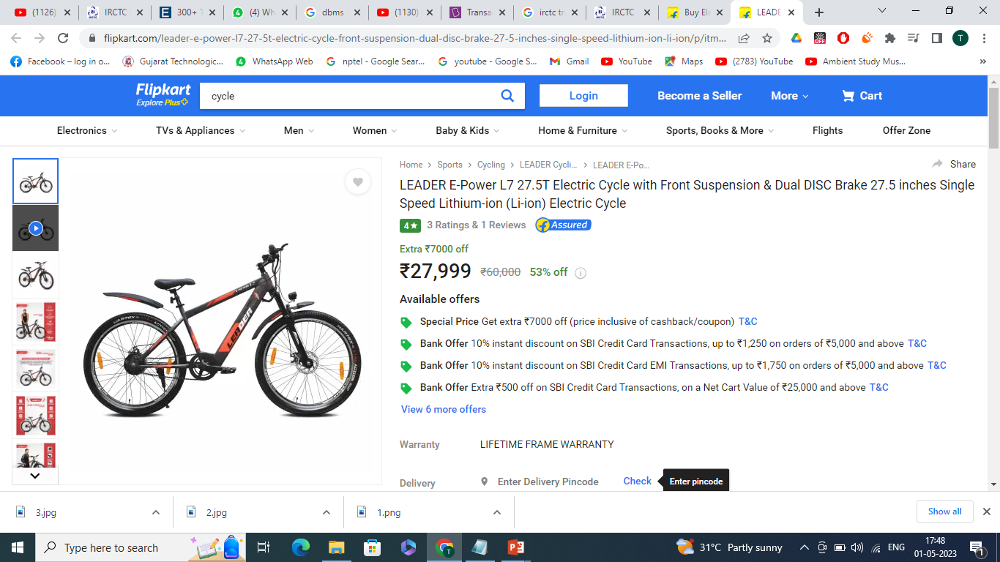 (1126)
IRCTC
300+ T
(4) Wh
dbms -
(1130)
Transa
irctc tr
IRCTC
Buy Ele
LEADE
flipkart.com/leader-e-power-l7-27-5t-electric-cycle-front-suspension-dual-disc-brake-27-5-inches-single-speed-lithium-ion-li-ion/p/itm...
OFF
T
Facebook – log in o...
Gujarat Technologic...
WhatsApp Web
nptel - Google Sear...
youtube - Google S...
Gmail
YouTube
Maps
(2783) YouTube
Ambient Study Mus...
»
Flipkart
Explore Plus
cycle
Login
Become a Seller
More
Cart
Electronics
TVs & Appliances
Men
Women
Baby & Kids
Home & Furniture
Sports, Books & More
Flights
Offer Zone
Home > Sports > Cycling > LEADER Cycli... > LEADER E-Po...
Share
LEADER E-Power L7 27.5T Electric Cycle with Front Suspension & Dual DISC Brake 27.5 inches Single
Speed Lithium-ion (Li-ion) Electric Cycle
4★ 3 Ratings & 1 Reviews Assured
Extra ₹7000 off
₹27,999 ₹60,000 53% off
Available offers
Special Price Get extra ₹7000 off (price inclusive of cashback/coupon) T&C
Bank Offer 10% instant discount on SBI Credit Card Transactions, up to ₹1,250 on orders of ₹5,000 and above T&C
Bank Offer 10% instant discount on SBI Credit Card EMI Transactions, up to ₹1,750 on orders of ₹5,000 and above T&C
Bank Offer Extra ₹500 off on SBI Credit Card Transactions, on a Net Cart Value of ₹25,000 and above T&C
View 6 more offers
Warranty LIFETIME FRAME WARRANTY
Delivery Enter Delivery Pincode Check Enter pincode
LEADER
3.jpg
2.jpg
1.png
Show all
Type here to search
31°C Partly sunny
ENG
17:48
01-05-2023
1